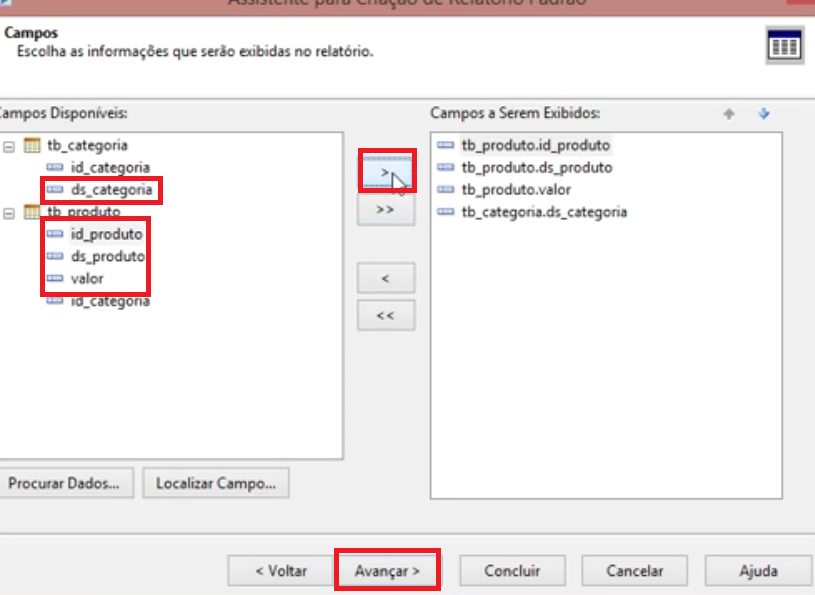 Assistente para Criação de Relatório Padrão
Campos
Escolha as informações que serão exibidas no relatório.
Campos Disponíveis:
tb_categoria
id_categoria
ds_categoria
tb_produto
id_produto
ds_produto
valor
id_categoria
>
>>
<
<<
Campos a Serem Exibidos:
tb_produto.id_produto
tb_produto.ds_produto
tb_produto.valor
tb_categoria.ds_categoria
Procurar Dados... Localizar Campo...
< Voltar Avançar > Concluir Cancelar Ajuda